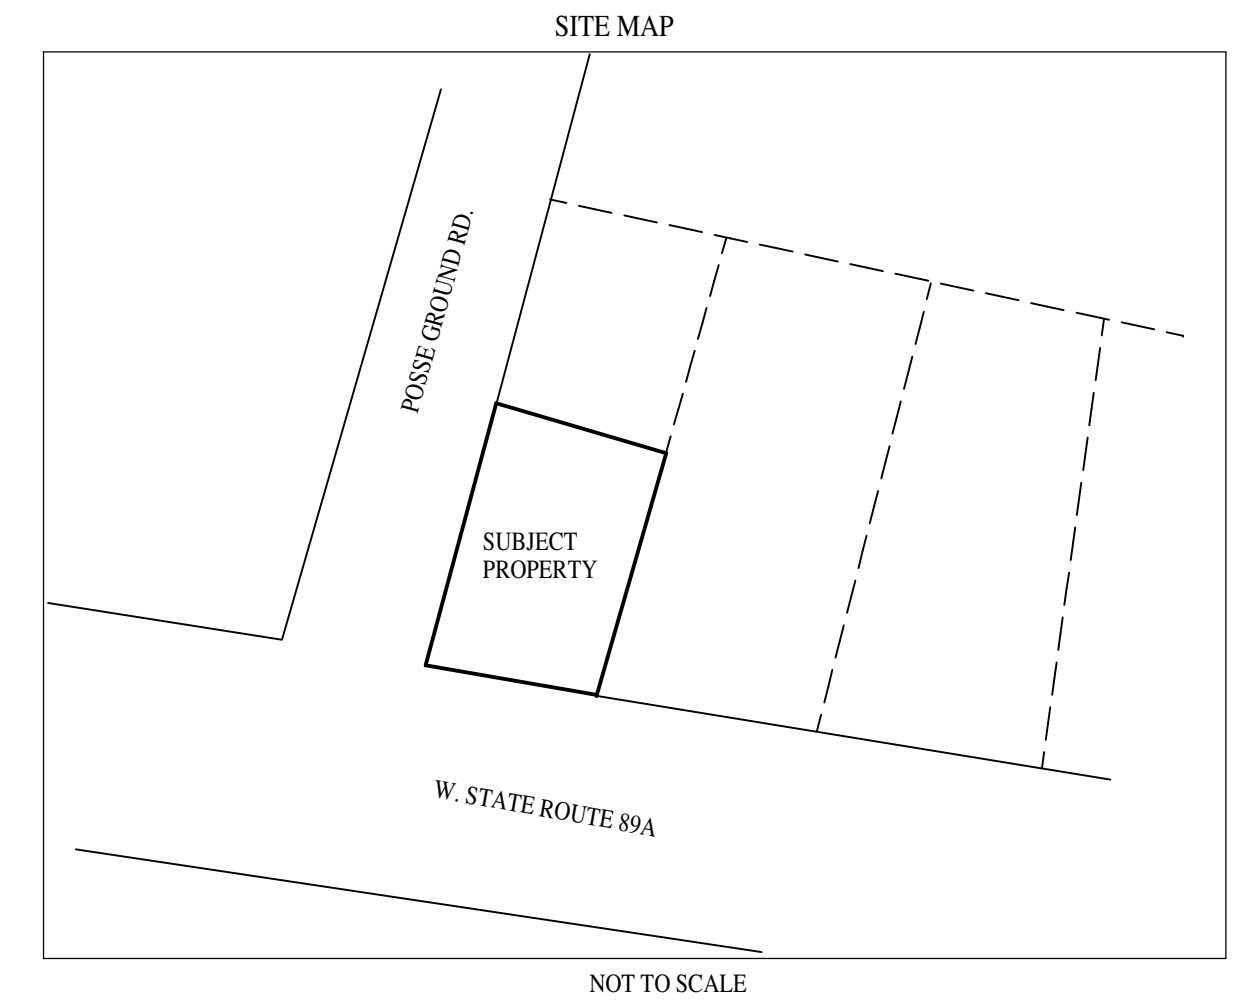 SITE MAP
POSSE GROUND RD.
SUBJECT
PROPERTY
W. STATE ROUTE 89A
NOT TO SCALE